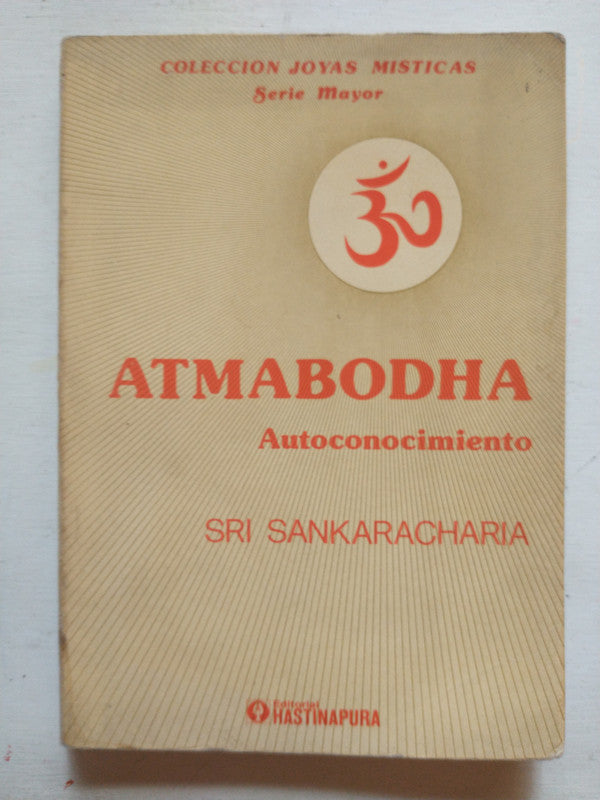 COLECCION JOYAS MISTICAS
Serie Mayor
ॐ
ATMABODHA
Autoconocimiento
SRI SANKARACHARIA
Editorial
HASTINAPURA